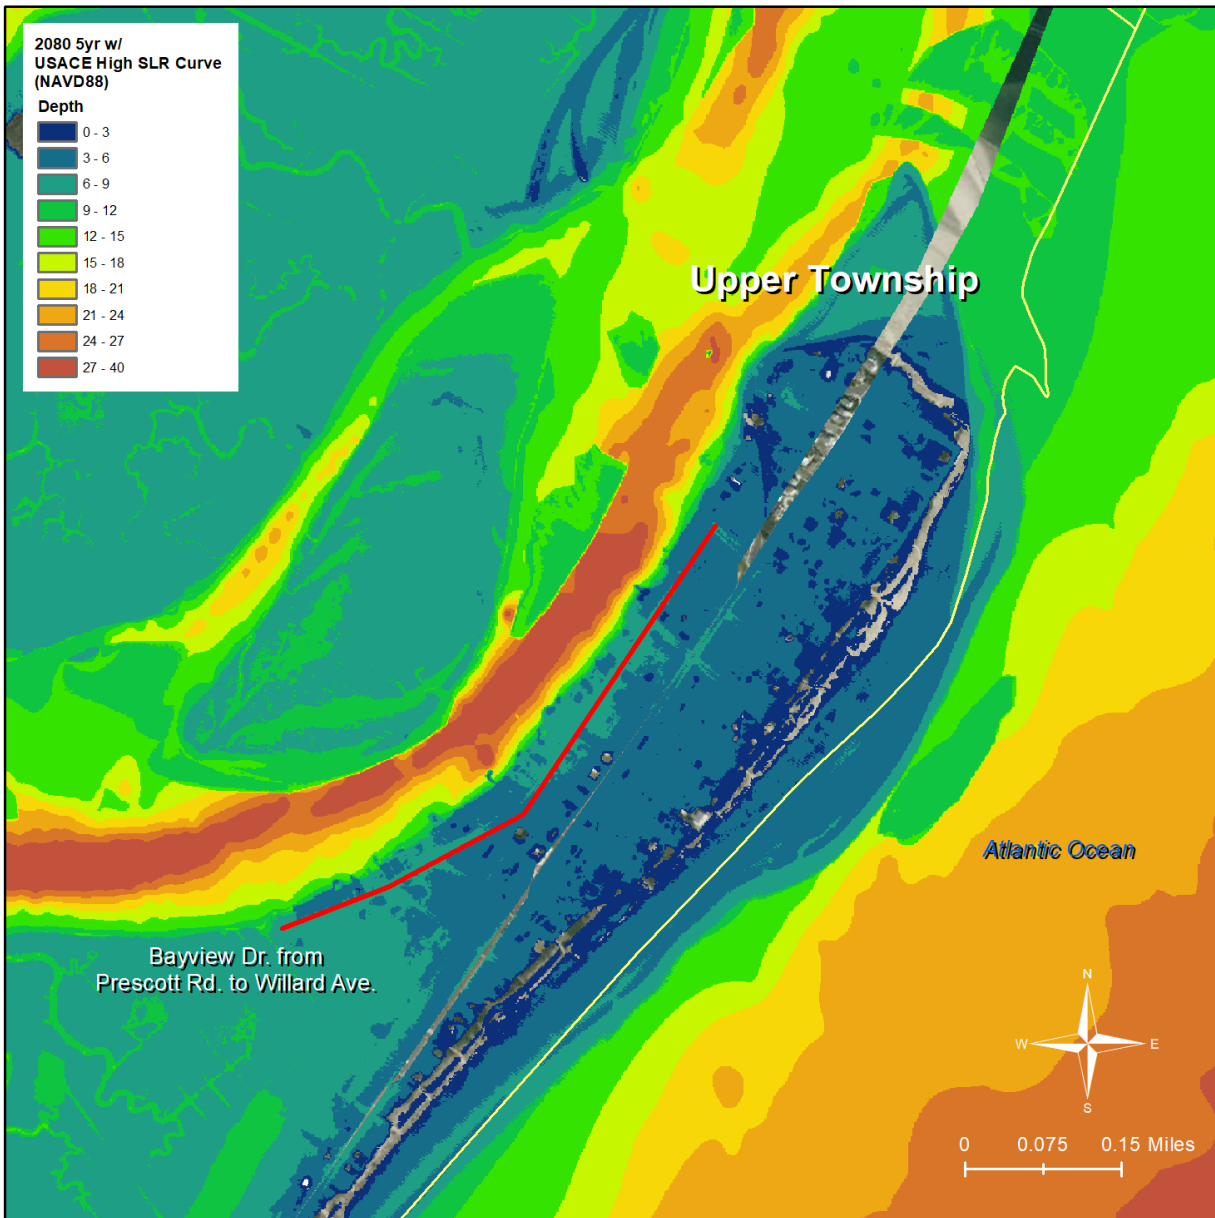 2080 5yr w/
USACE High SLR Curve
(NAVD88)
Depth
0 - 3
3 - 6
6 - 9
9 - 12
12 - 15
15 - 18
18 - 21
21 - 24
24 - 27
27 - 40
Upper Township
Atlantic Ocean
Bayview Dr. from
Prescott Rd. to Willard Ave.
N
W E
S
0 0.075 0.15 Miles